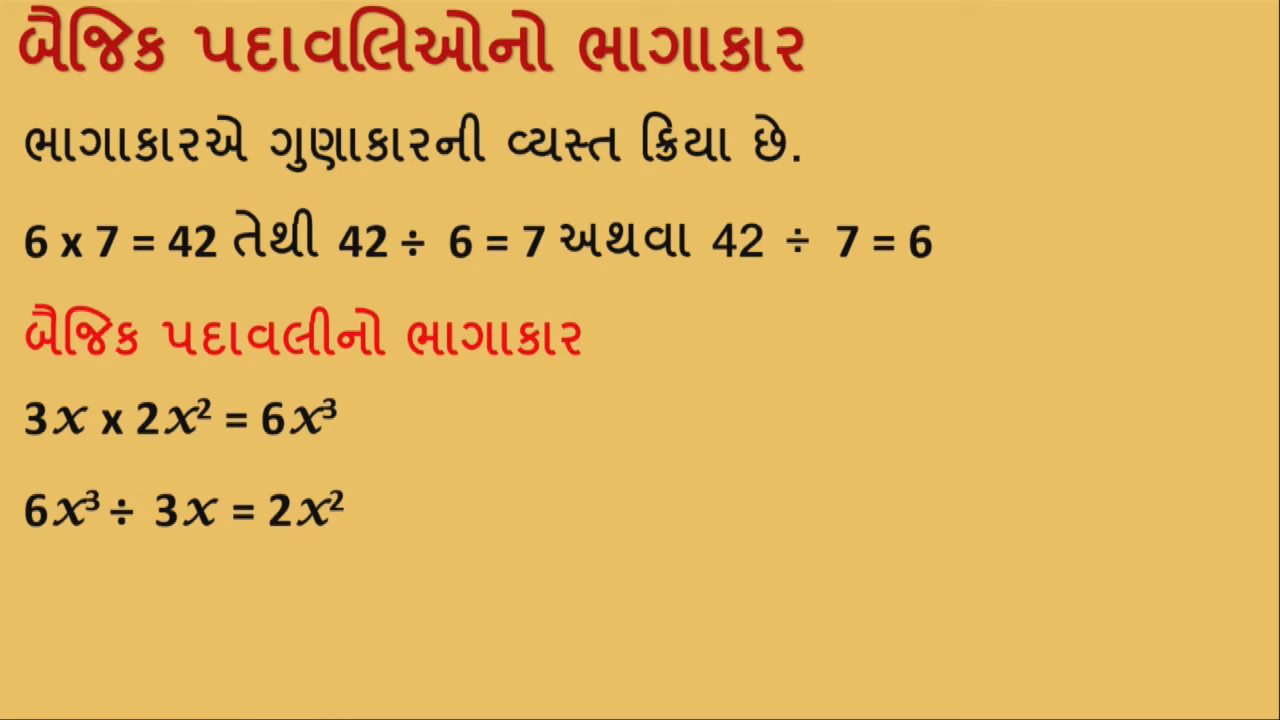 બૈજિક પદાવલિઓનો ભાગાકાર
ભાગાકારએ ગુણાકારની વ્યસ્ત ક્રિયા છે.
6 x 7 = 42 તેથી 42 ÷ 6 = 7 અથવા 42 ÷ 7 = 6
બૈજિક પદાવલીનો ભાગાકાર
3x x 2x² = 6x³
6x³ ÷ 3x = 2x²